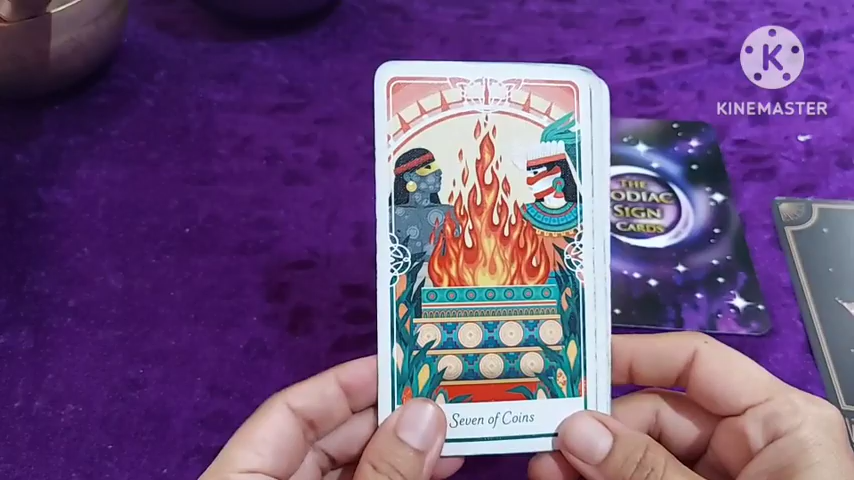 K
KINEMASTER
THE
ZODIAC
SIGN
CARDS
Seven of Coins